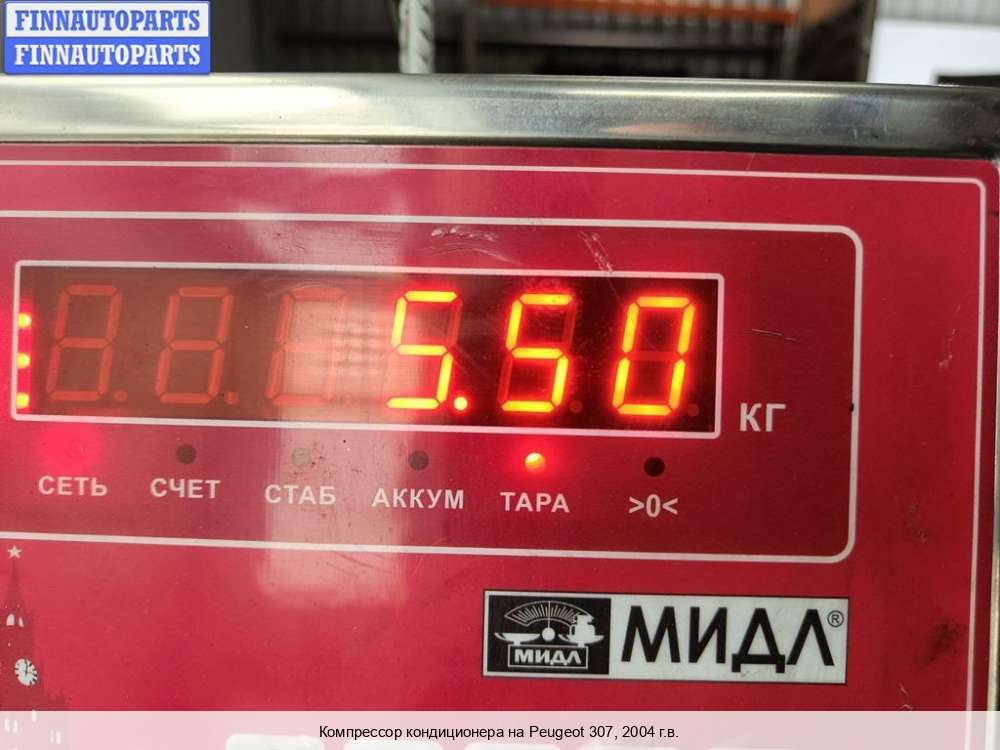 FINNAUTOPARTS
FINNAUTOPARTS
5.50
КГ
СЕТЬ СЧЕТ СТАБ АККУМ ТАРА >0<
МИДЛ МИДЛ®
Компрессор кондиционера на Peugeot 307, 2004 г.в.